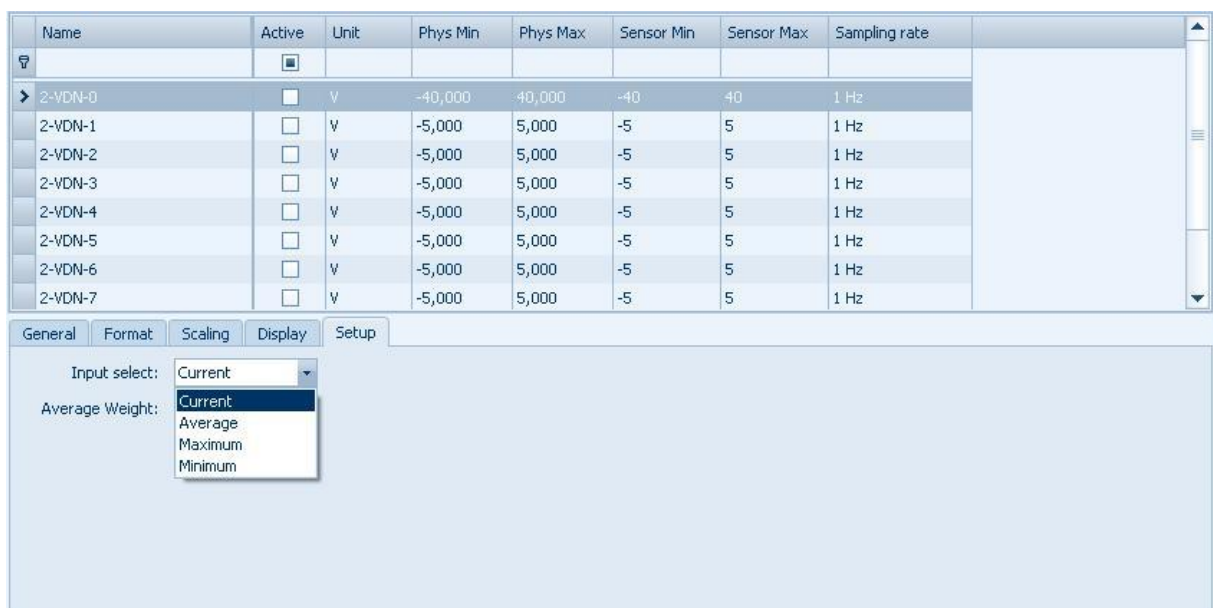 Name Active Unit Phys Min Phys Max Sensor Min Sensor Max Sampling rate
2-VDN-0 V -40,000 40,000 -40 40 1 Hz
2-VDN-1 V -5,000 5,000 -5 5 1 Hz
2-VDN-2 V -5,000 5,000 -5 5 1 Hz
2-VDN-3 V -5,000 5,000 -5 5 1 Hz
2-VDN-4 V -5,000 5,000 -5 5 1 Hz
2-VDN-5 V -5,000 5,000 -5 5 1 Hz
2-VDN-6 V -5,000 5,000 -5 5 1 Hz
2-VDN-7 V -5,000 5,000 -5 5 1 Hz
General Format Scaling Display Setup
Input select: Current
Average Weight:
Current
Average
Maximum
Minimum